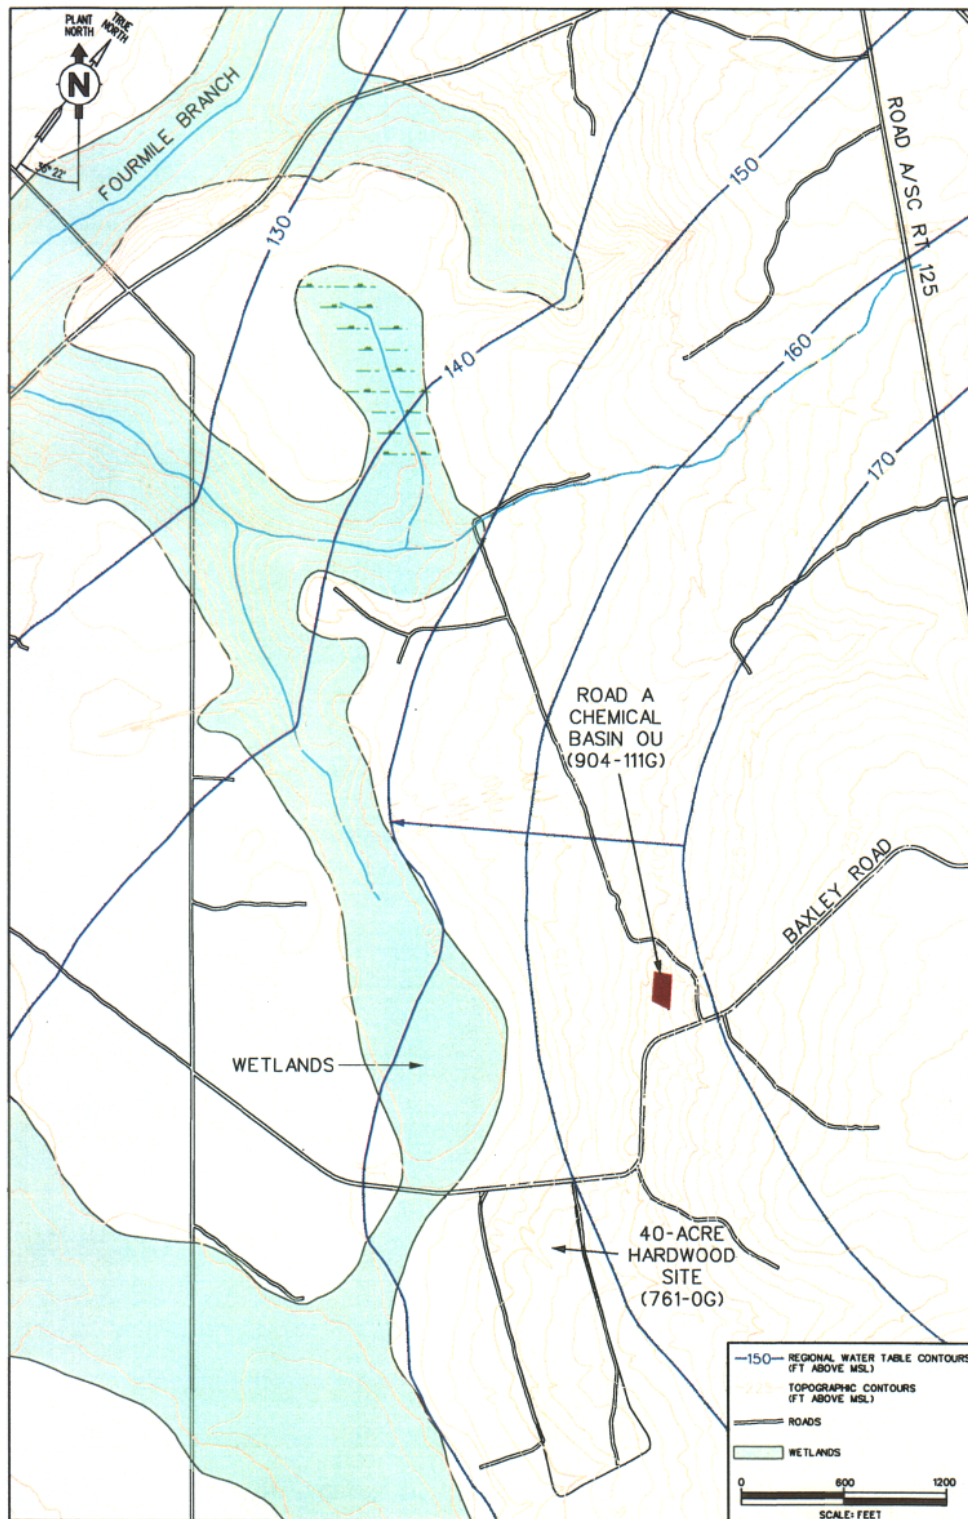 PLANT
NORTH
TRUE
NORTH
N
36° 22'
FOURMILE BRANCH
ROAD A/SC RT 125
130
140
150
160
170
ROAD A
CHEMICAL
BASIN OU
(904-111G)
BAXLEY ROAD
WETLANDS
40-ACRE
HARDWOOD
SITE
(761-0G)
150 REGIONAL WATER TABLE CONTOURS
(FT ABOVE MSL)
TOPOGRAPHIC CONTOURS
(FT ABOVE MSL)
ROADS
WETLANDS
0 600 1200
SCALE: FEET